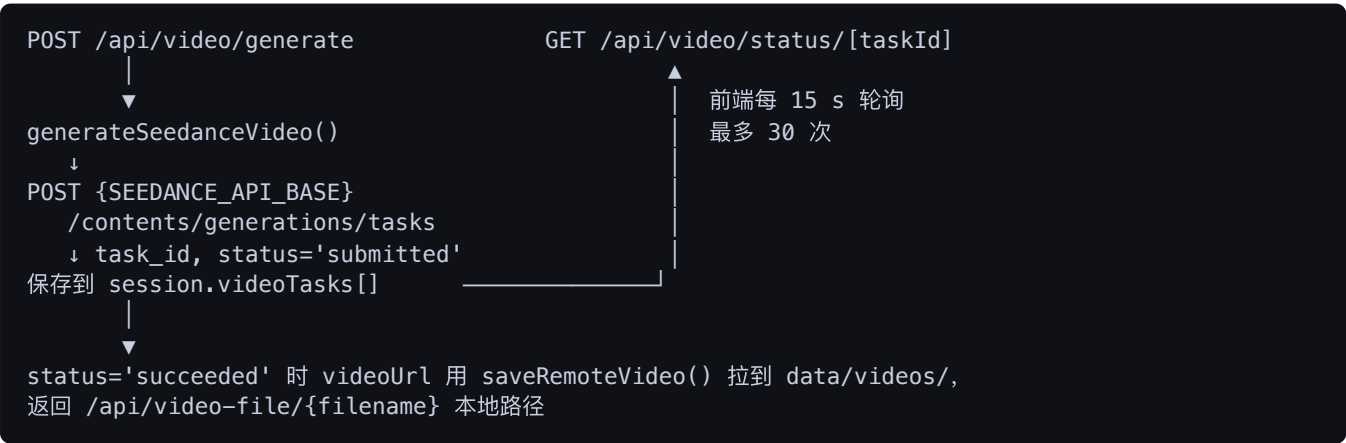 POST /api/video/generate GET /api/video/status/[taskId]
前端每 15 s 轮询
generateSeedanceVideo() 最多 30 次
POST {SEEDANCE_API_BASE}
/contents/generations/tasks
↓ task_id, status='submitted'
保存到 session.videoTasks[]
status='succeeded' 时 videoUrl 用 saveRemoteVideo() 拉到 data/videos/,
返回 /api/video-file/{filename} 本地路径